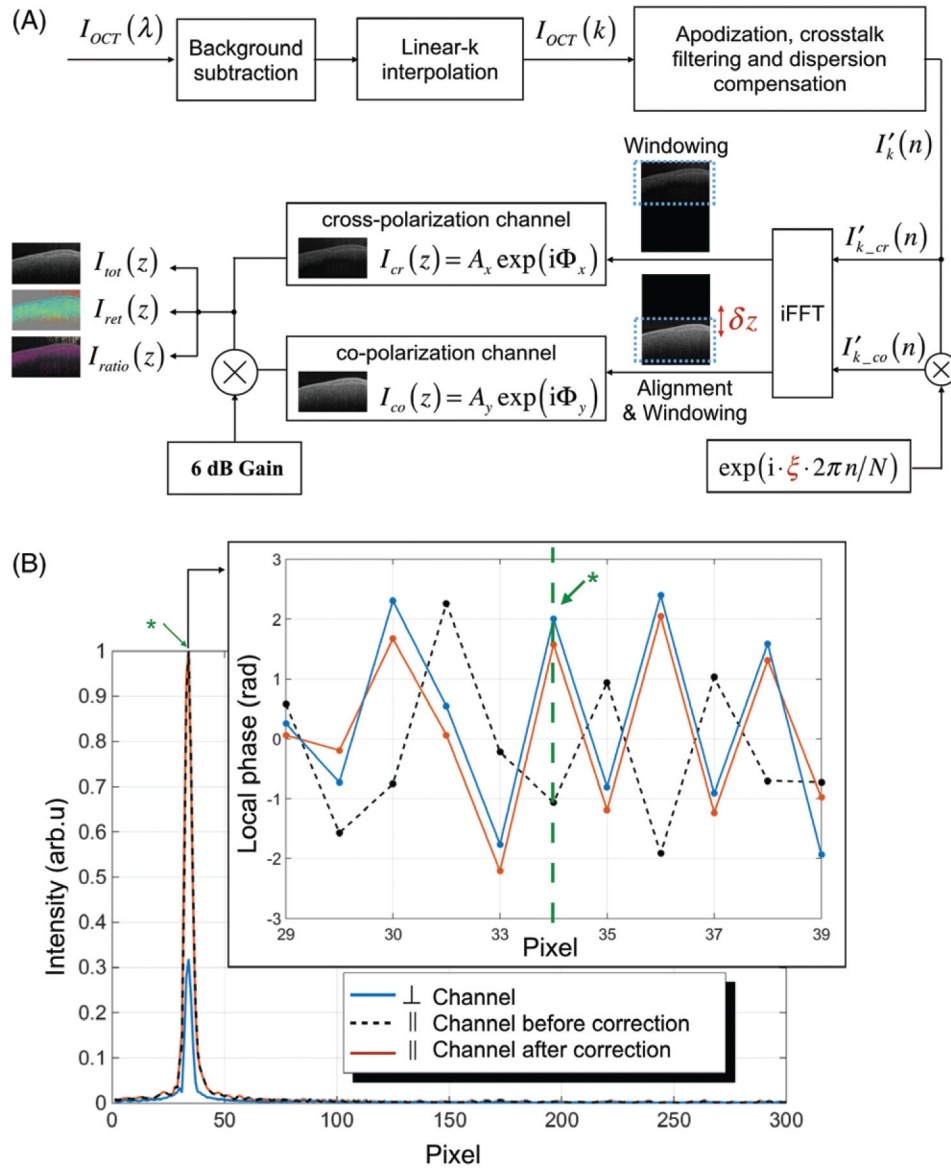 (A)
I_OCT(λ)
Background
subtraction
Linear-k
interpolation
I_OCT(k)
Apodization, crosstalk
filtering and dispersion
compensation
I′_k(n)
Windowing
cross-polarization channel
I_cr(z) = A_x exp(iΦ_x)
I′_k_cr(n)
iFFT
I_tot(z)
I_ret(z)
I_ratio(z)
δz
I′_k_co(n)
co-polarization channel
I_co(z) = A_y exp(iΦ_y)
Alignment
& Windowing
6 dB Gain
exp(i · ξ · 2πn/N)
(B)
*
Intensity (arb.u)
1
0.9
0.8
0.7
0.6
0.5
0.4
0.3
0.2
0.1
0
0 50 100 150 200 250 300
Pixel
Local phase (rad)
3
2
1
0
-1
-2
-3
*
29 30 33 35 37 39
Pixel
⊥ Channel
|| Channel before correction
|| Channel after correction